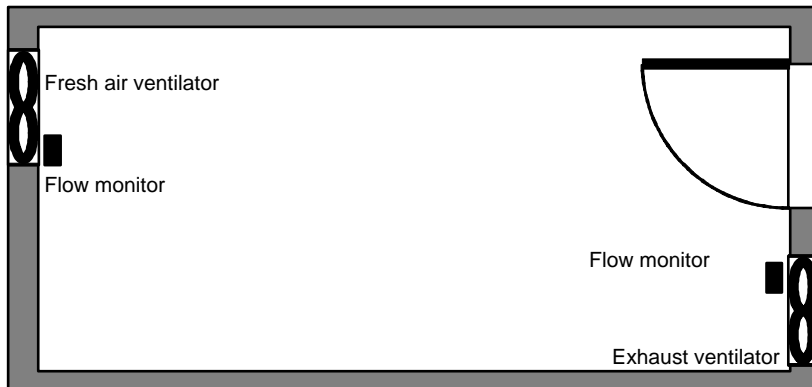 Fresh air ventilator
Flow monitor
Flow monitor
Exhaust ventilator